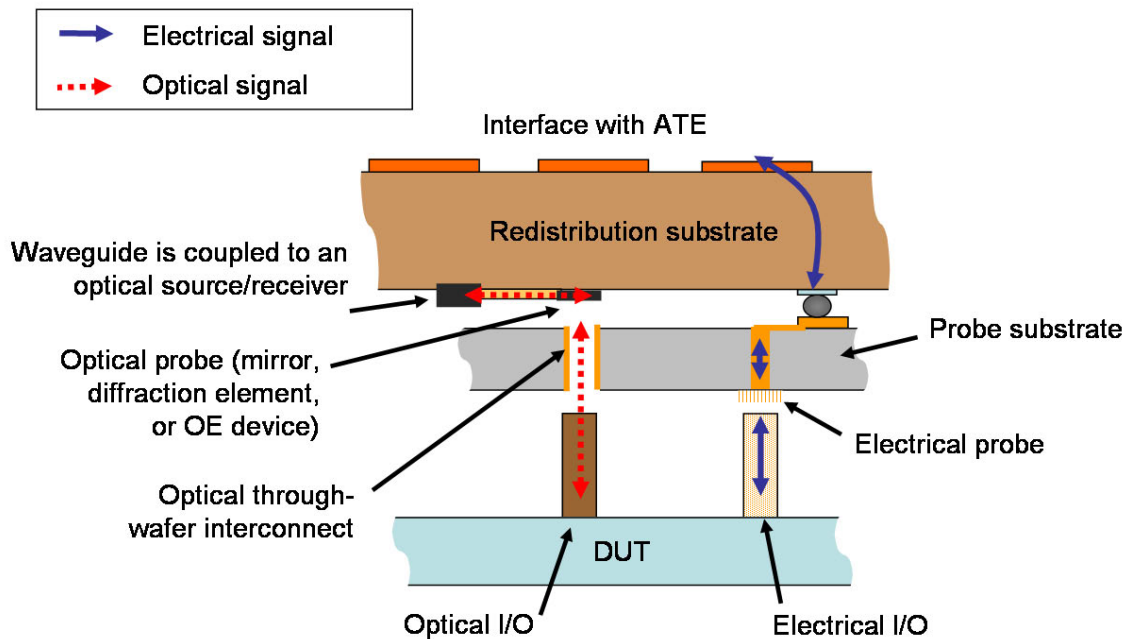 Electrical signal
Optical signal
Interface with ATE
Redistribution substrate
Waveguide is coupled to an
optical source/receiver
Probe substrate
Optical probe (mirror,
diffraction element,
or OE device)
Electrical probe
Optical through-
wafer interconnect
DUT
Optical I/O
Electrical I/O